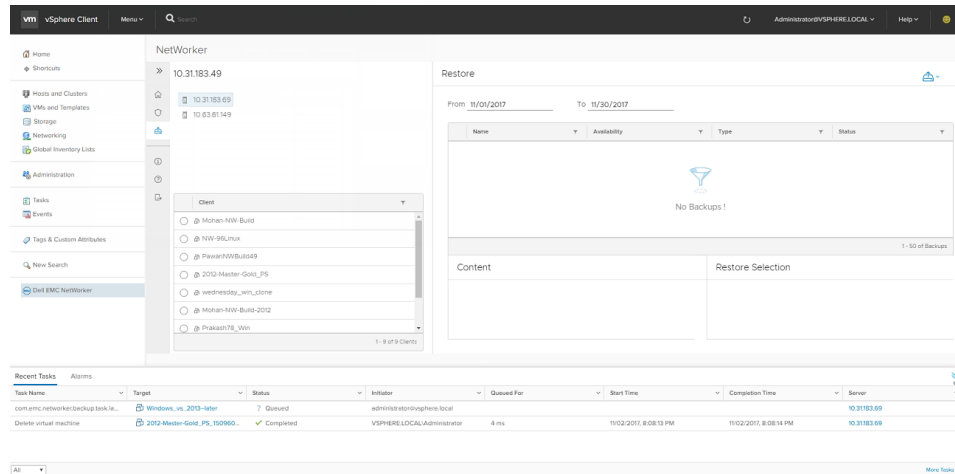 vm vSphere Client Menu Search Administrator@VSPHERE.LOCAL Help
Home
Shortcuts
Hosts and Clusters
VMs and Templates
Storage
Networking
Global Inventory Lists
Administration
Tasks
Events
Tags & Custom Attributes
New Search
Dell EMC NetWorker
NetWorker
10.31.183.49
10.31.183.69
10.63.61.149
Client
Mohan-NW-Build
NW-96Linux
PawanNWBuild49
2012-Master-Gold_PS
wednesday_win_clone
Mohan-NW-Build-2012
Prakash78_Win
1 - 9 of 9 Clients
Restore
From 11/01/2017 To 11/30/2017
Name Availability Type Status
No Backups !
1 - 50 of Backups
Content
Restore Selection
Recent Tasks Alarms
Task Name Target Status Initiator Queued For Start Time Completion Time Server
com.emc.networker.backup.task.la... Windows_vs_2013--later ? Queued administrator@vsphere.local 10.31.183.69
Delete virtual machine 2012-Master-Gold_PS_150960... Completed VSPHERE.LOCAL\Administrator 4 ms 11/02/2017, 8:08:13 PM 11/02/2017, 8:08:14 PM 10.31.183.69
All More Tasks